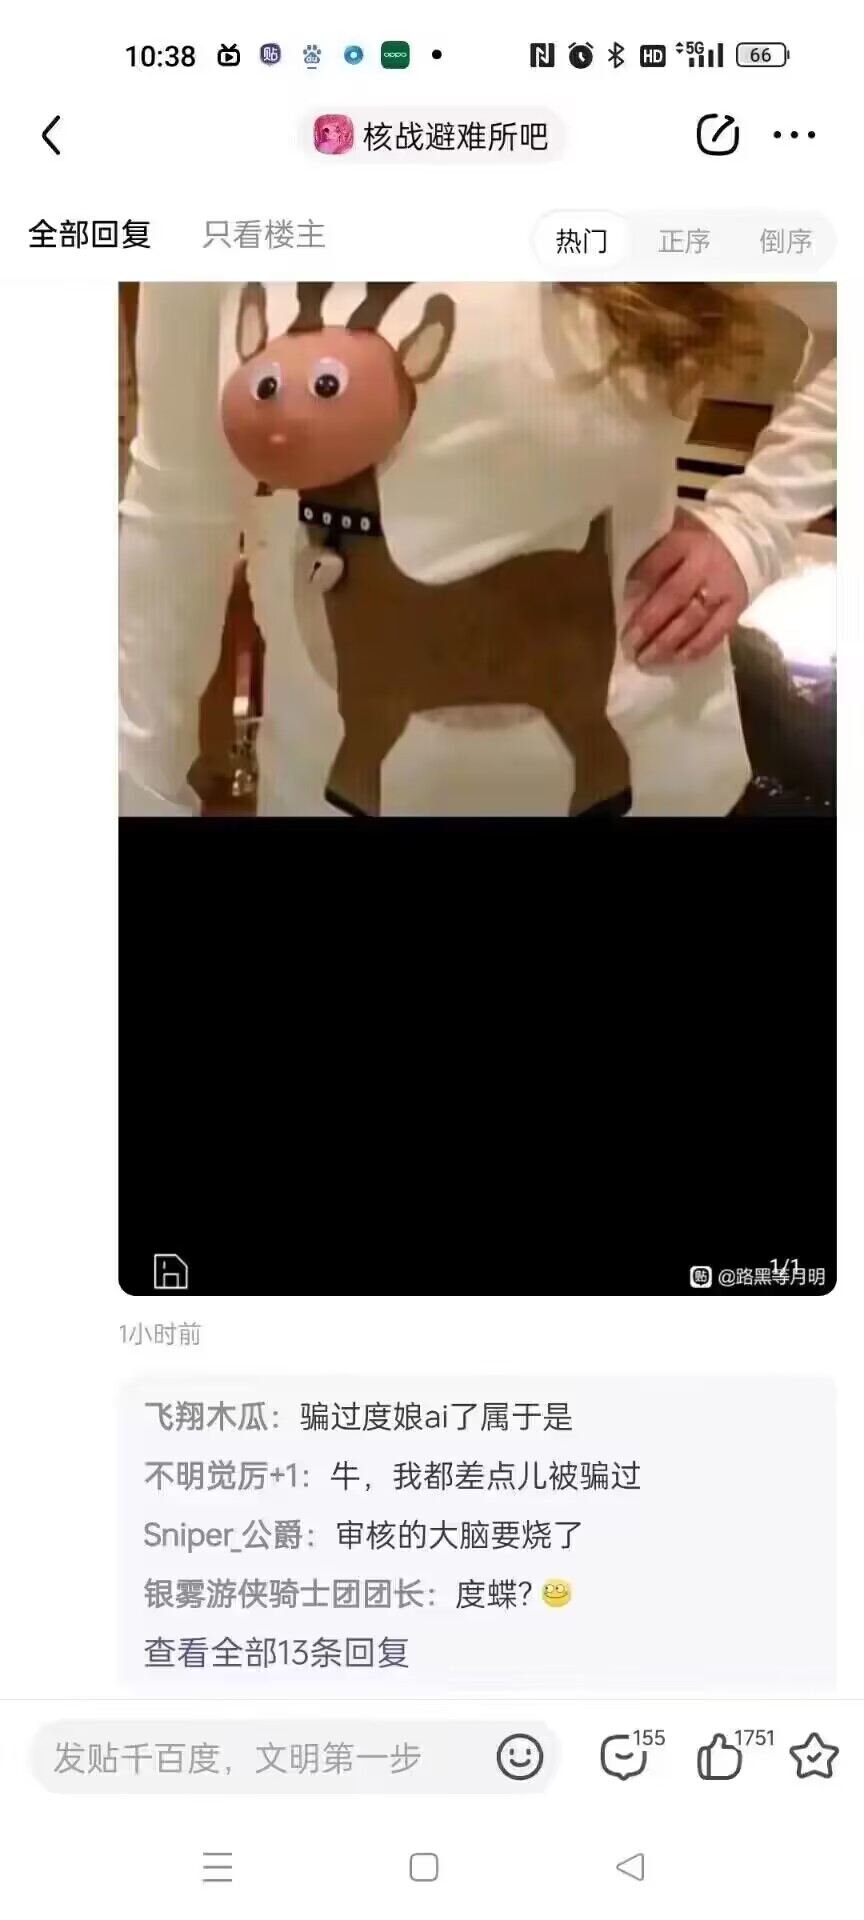 10:38 贴 du oppo HD 5G 66
核战避难所吧
全部回复 只看楼主 热门 正序 倒序
1/1
贴 @路黑等月明
1小时前
飞翔木瓜：骗过度娘ai了属于是
不明觉厉+1：牛，我都差点儿被骗过
Sniper_公爵：审核的大脑要烧了
银雾游侠骑士团团长：度蝶？
查看全部13条回复
发贴千百度，文明第一步 155 1751